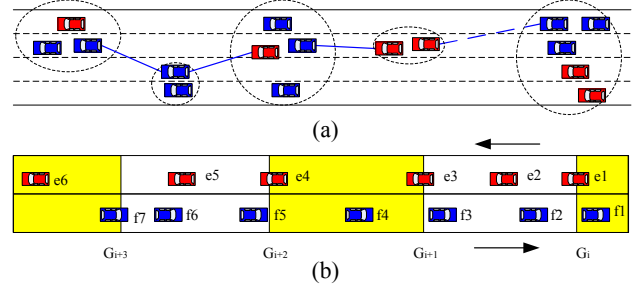 (a)
e6 e5 e4 e3 e2 e1
f7 f6 f5 f4 f3 f2 f1
Gi+3 Gi+2 Gi+1 Gi
(b)